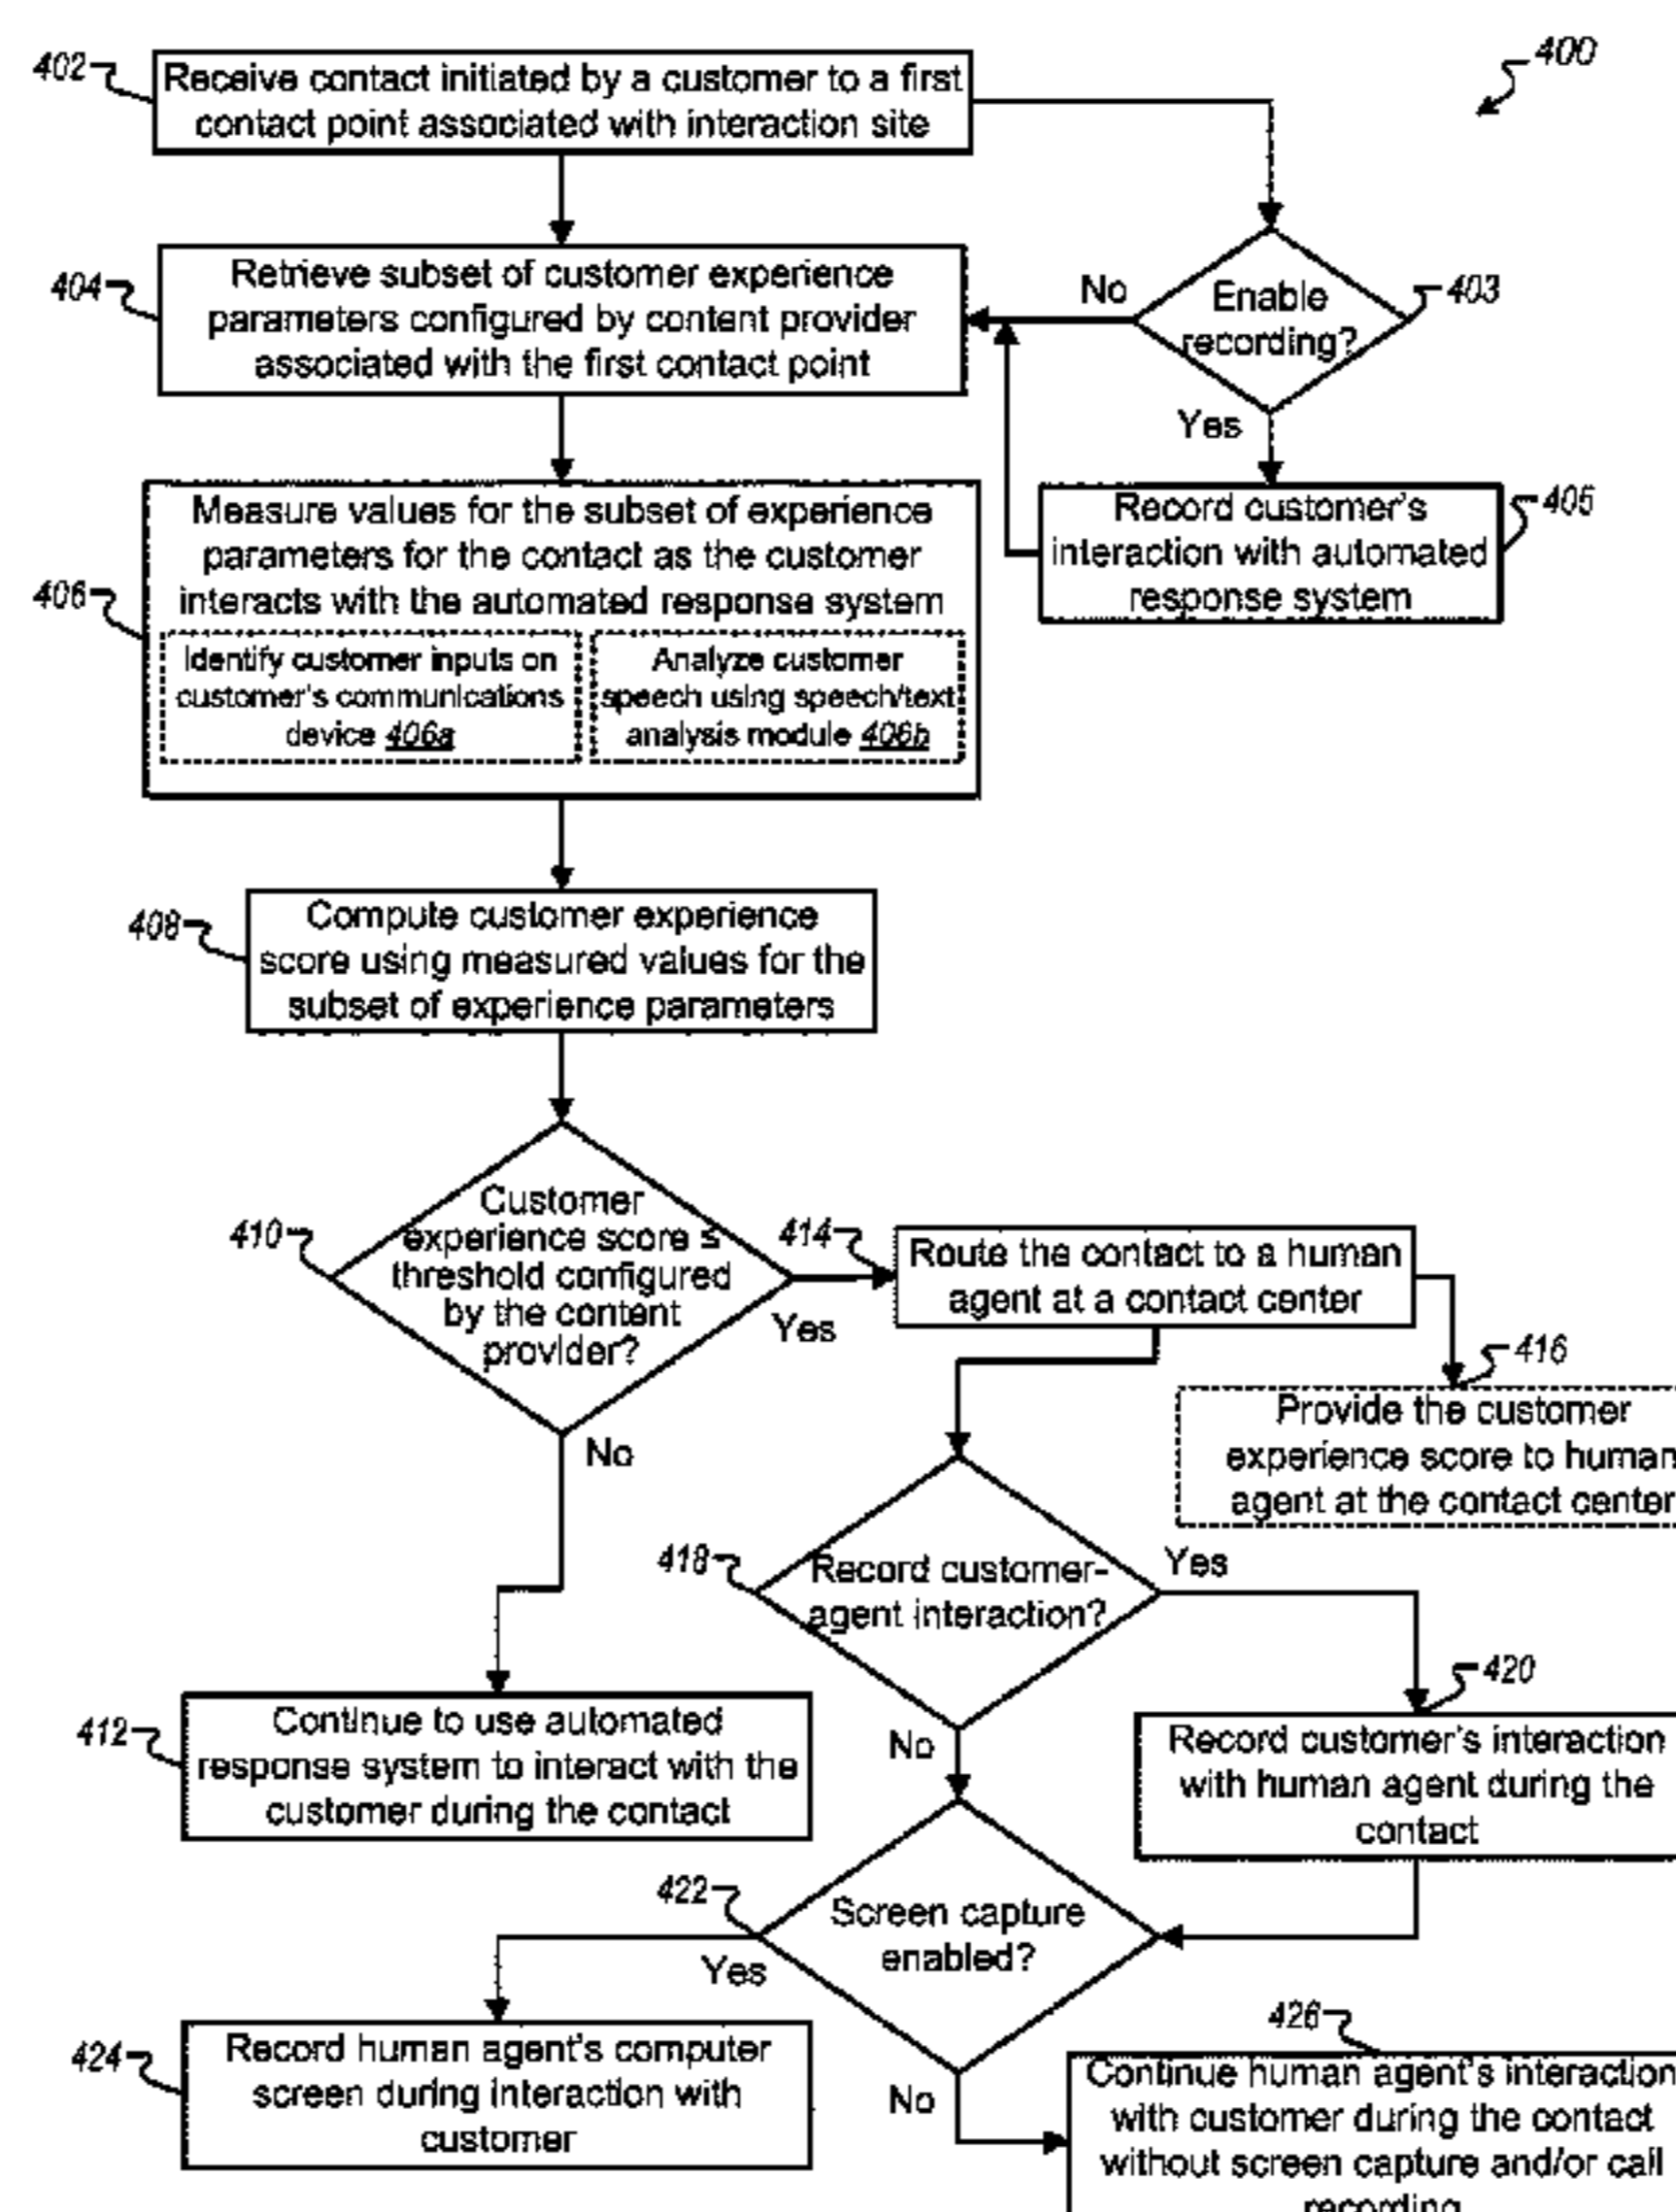 400
402
Receive contact initiated by a customer to a first
contact point associated with interaction site
404
Retrieve subset of customer experience
parameters configured by content provider
associated with the first contact point
No
Enable
recording?
403
Yes
Record customer's
interaction with automated
response system
405
406
Measure values for the subset of experience
parameters for the contact as the customer
interacts with the automated response system
Identify customer inputs on
customer's communications
device 406a
Analyze customer
speech using speech/text
analysis module 406b
408
Compute customer experience
score using measured values for the
subset of experience parameters
410
Customer
experience score ≤
threshold configured
by the content
provider?
Yes
No
414
Route the contact to a human
agent at a contact center
416
Provide the customer
experience score to human
agent at the contact center
418
Record customer-
agent interaction?
Yes
No
420
Record customer's interaction
with human agent during the
contact
412
Continue to use automated
response system to interact with the
customer during the contact
422
Screen capture
enabled?
Yes
No
424
Record human agent's computer
screen during interaction with
customer
426
Continue human agent's interaction
with customer during the contact
without screen capture and/or call
recording